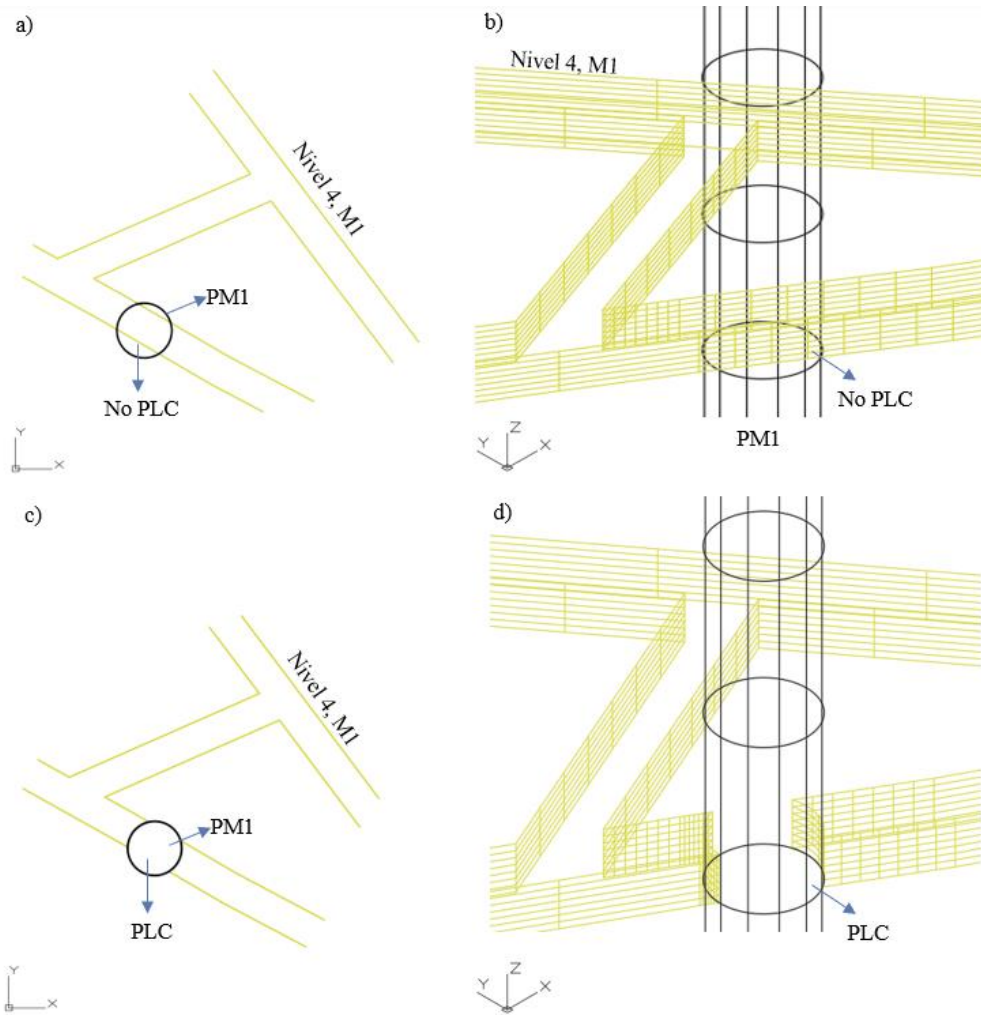 a)
Nivel 4, M1
PM1
No PLC
Y
X
b)
Nivel 4, M1
No PLC
PM1
Y
Z
X
c)
Nivel 4, M1
PM1
PLC
Y
X
d)
PLC
Y
Z
X